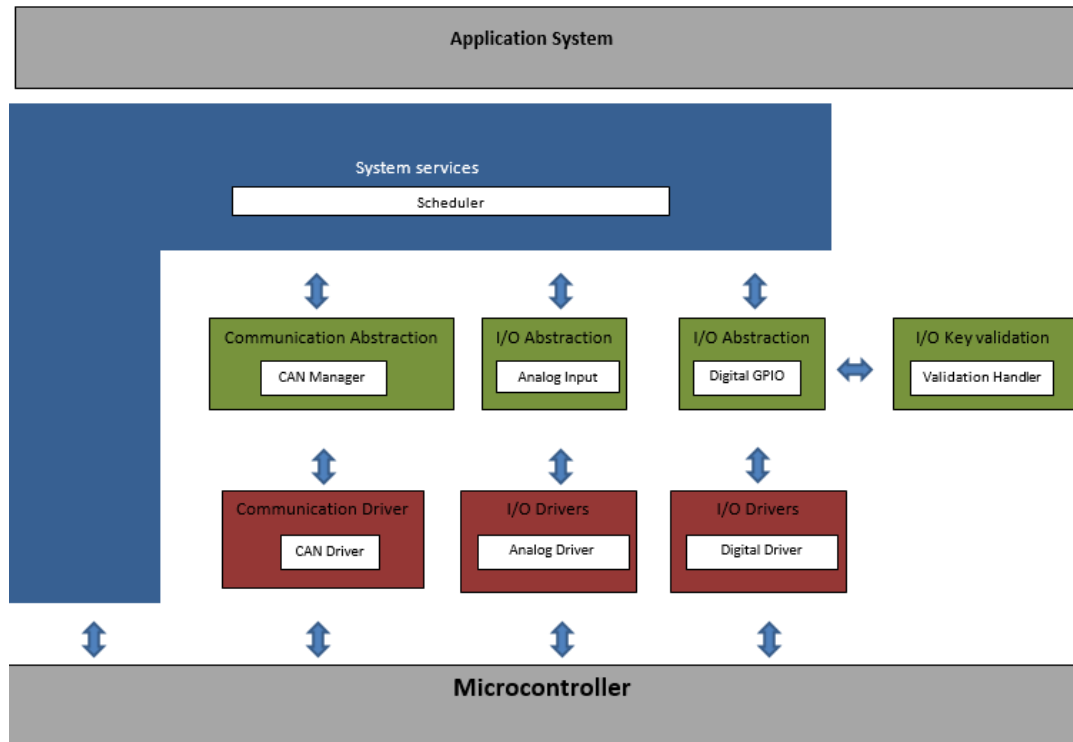 Application System
System services
Scheduler
Communication Abstraction
CAN Manager
I/O Abstraction
Analog Input
I/O Abstraction
Digital GPIO
I/O Key validation
Validation Handler
Communication Driver
CAN Driver
I/O Drivers
Analog Driver
I/O Drivers
Digital Driver
Microcontroller